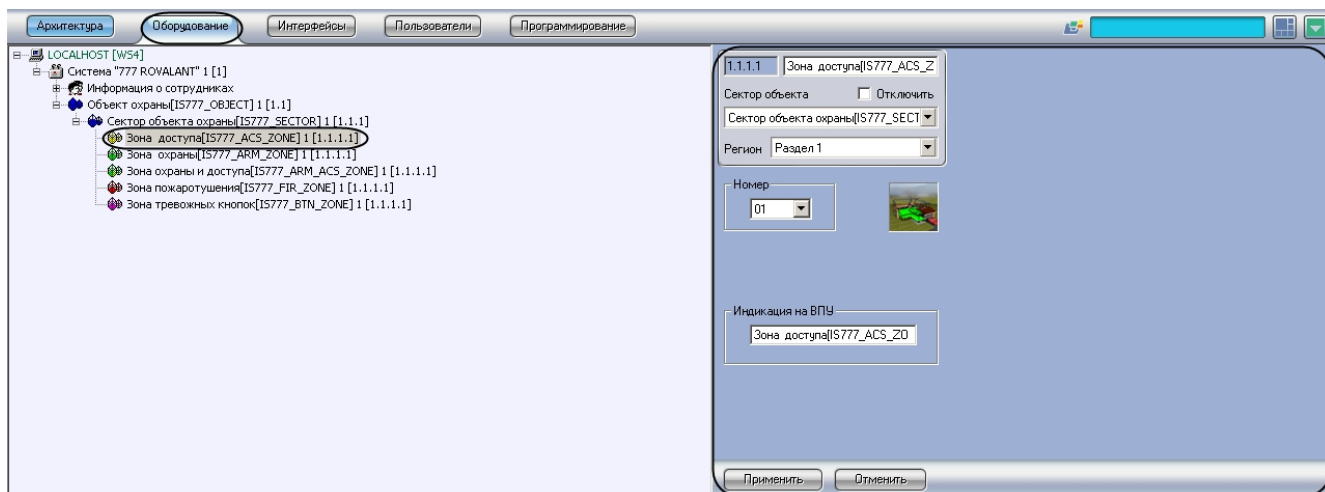 Архитектура Оборудование Интерфейсы Пользователи Программирование
LOCALHOST [WS4]
Система "777 ROVALANT" 1 [1]
Информация о сотрудниках
Объект охраны[IS777_OBJECT] 1 [1.1]
Сектор объекта охраны[IS777_SECTOR] 1 [1.1.1]
Зона доступа[IS777_ACS_ZONE] 1 [1.1.1.1]
Зона охраны[IS777_ARM_ZONE] 1 [1.1.1.1]
Зона охраны и доступа[IS777_ARM_ACS_ZONE] 1 [1.1.1.1]
Зона пожаротушения[IS777_FIR_ZONE] 1 [1.1.1.1]
Зона тревожных кнопок[IS777_BTN_ZONE] 1 [1.1.1.1]
1.1.1.1 Зона доступа[IS777_ACS_Z
Сектор объекта Отключить
Сектор объекта охраны[IS777_SECT
Регион Раздел 1
Номер
01
Индикация на ВПУ
Зона доступа[IS777_ACS_ZO
Применить Отменить